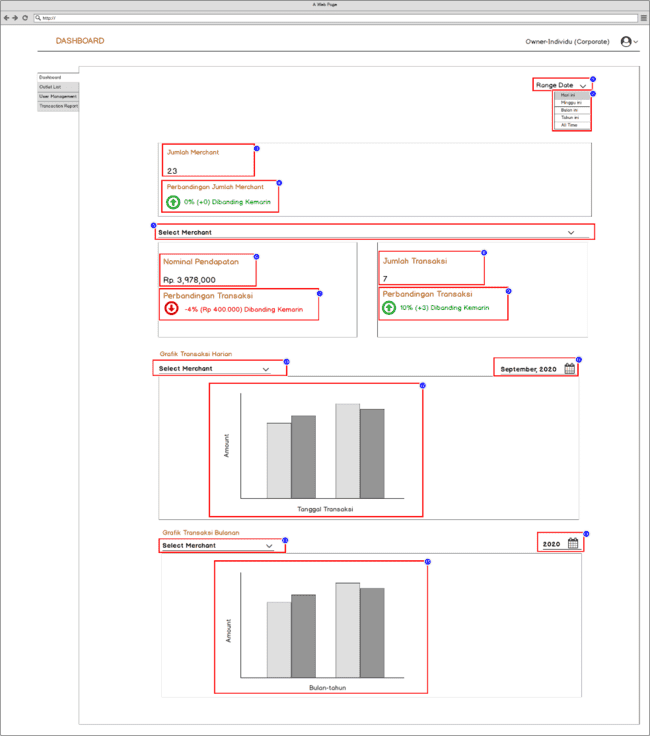 A Web Page
http://
DASHBOARD
Owner-Individu (Corporate)
Dashboard
Outlet List
User Management
Transaction Report
Range Date
Hari ini
Minggu ini
Bulan ini
Tahun ini
All Time
Jumlah Merchant
23
Perbandingan Jumlah Merchant
0% (+0) Dibanding Kemarin
Select Merchant
Nominal Pendapatan
Rp. 3,978,000
Perbandingan Transaksi
-4% (Rp 400.000) Dibanding Kemarin
Jumlah Transaksi
7
Perbandingan Transaksi
10% (+3) Dibanding Kemarin
Grafik Transaksi Harian
Select Merchant
September, 2020
Amount
Tanggal Transaksi
Grafik Transaksi Bulanan
Select Merchant
2020
Amount
Bulan-tahun